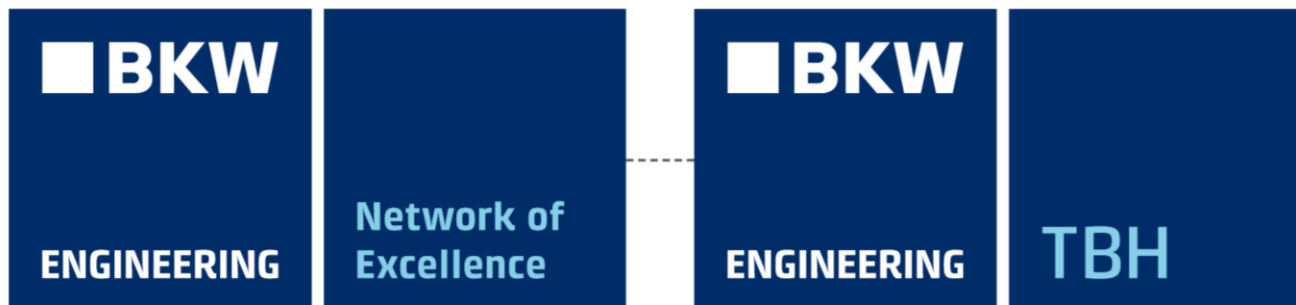 BKW
ENGINEERING
Network of
Excellence
BKW
ENGINEERING
TBH